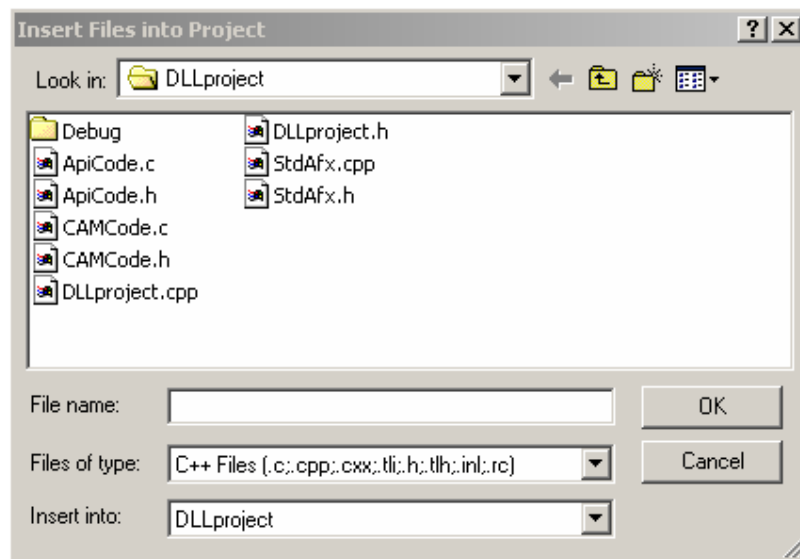 Insert Files into Project
Look in: DLLproject
Debug
ApiCode.c
ApiCode.h
CAMCode.c
CAMCode.h
DLLproject.cpp
DLLproject.h
StdAfx.cpp
StdAfx.h
File name:
OK
Files of type: C++ Files (.c;.cpp;.cxx;.tli;.h;.tlh;.inl;.rc)
Cancel
Insert into: DLLproject